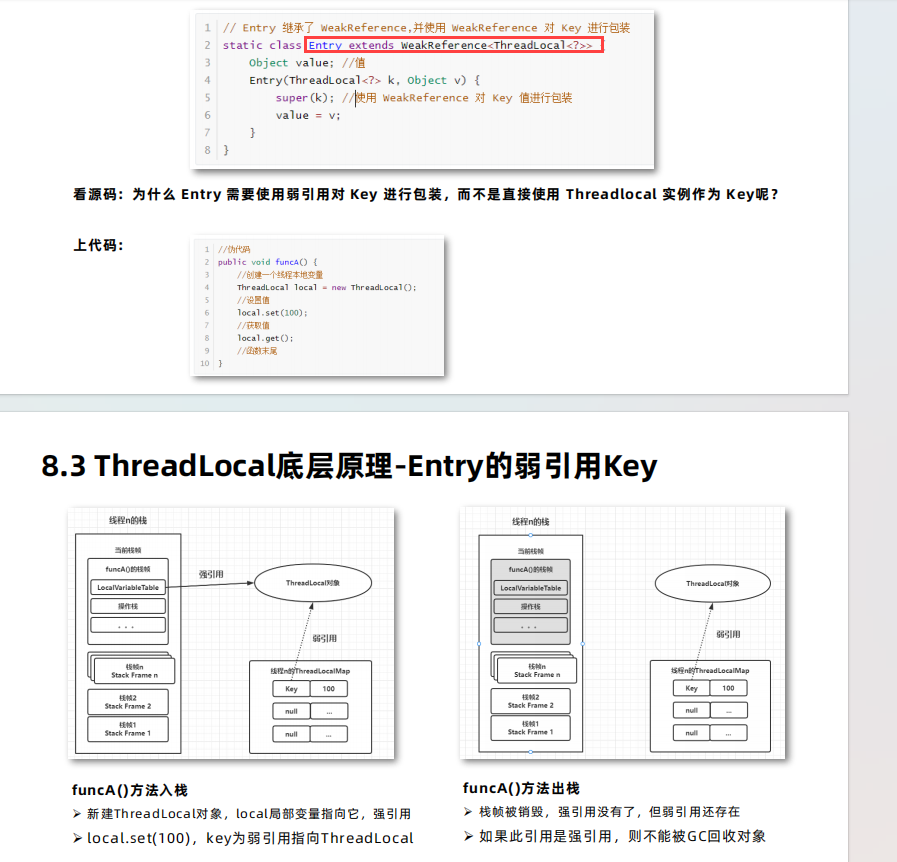 1 // Entry 继承了 WeakReference,并使用 WeakReference 对 Key 进行包装
2 static class Entry extends WeakReference<ThreadLocal<?>>
3 Object value; //值
4 Entry(ThreadLocal<?> k, Object v) {
5 super(k); //使用 WeakReference 对 Key 值进行包装
6 value = v;
7 }
8 }
看源码：为什么 Entry 需要使用弱引用对 Key 进行包装，而不是直接使用 Threadlocal 实例作为 Key呢？
上代码：
1 //伪代码
2 public void funcA() {
3 //创建一个线程本地变量
4 ThreadLocal local = new ThreadLocal();
5 //设置值
6 local.set(100);
7 //获取值
8 local.get();
9 //函数末尾
10 }
8.3 ThreadLocal底层原理-Entry的弱引用Key
线程n的栈
当前栈帧
funcA()的栈帧
LocalVariableTable
操作栈
...
栈帧n
Stack Frame n
栈帧2
Stack Frame 2
栈帧1
Stack Frame 1
强引用
ThreadLocal对象
弱引用
线程n的ThreadLocalMap
Key 100
null ...
null ...
funcA()方法入栈
➢ 新建ThreadLocal对象，local局部变量指向它，强引用
➢ local.set(100)，key为弱引用指向ThreadLocal
线程n的栈
当前栈帧
funcA()的栈帧
LocalVariableTable
操作栈
...
栈帧n
Stack Frame n
栈帧2
Stack Frame 2
栈帧1
Stack Frame 1
ThreadLocal对象
弱引用
线程n的ThreadLocalMap
Key 100
null ...
null ...
funcA()方法出栈
➢ 栈帧被销毁，强引用没有了，但弱引用还存在
➢ 如果此引用是强引用，则不能被GC回收对象